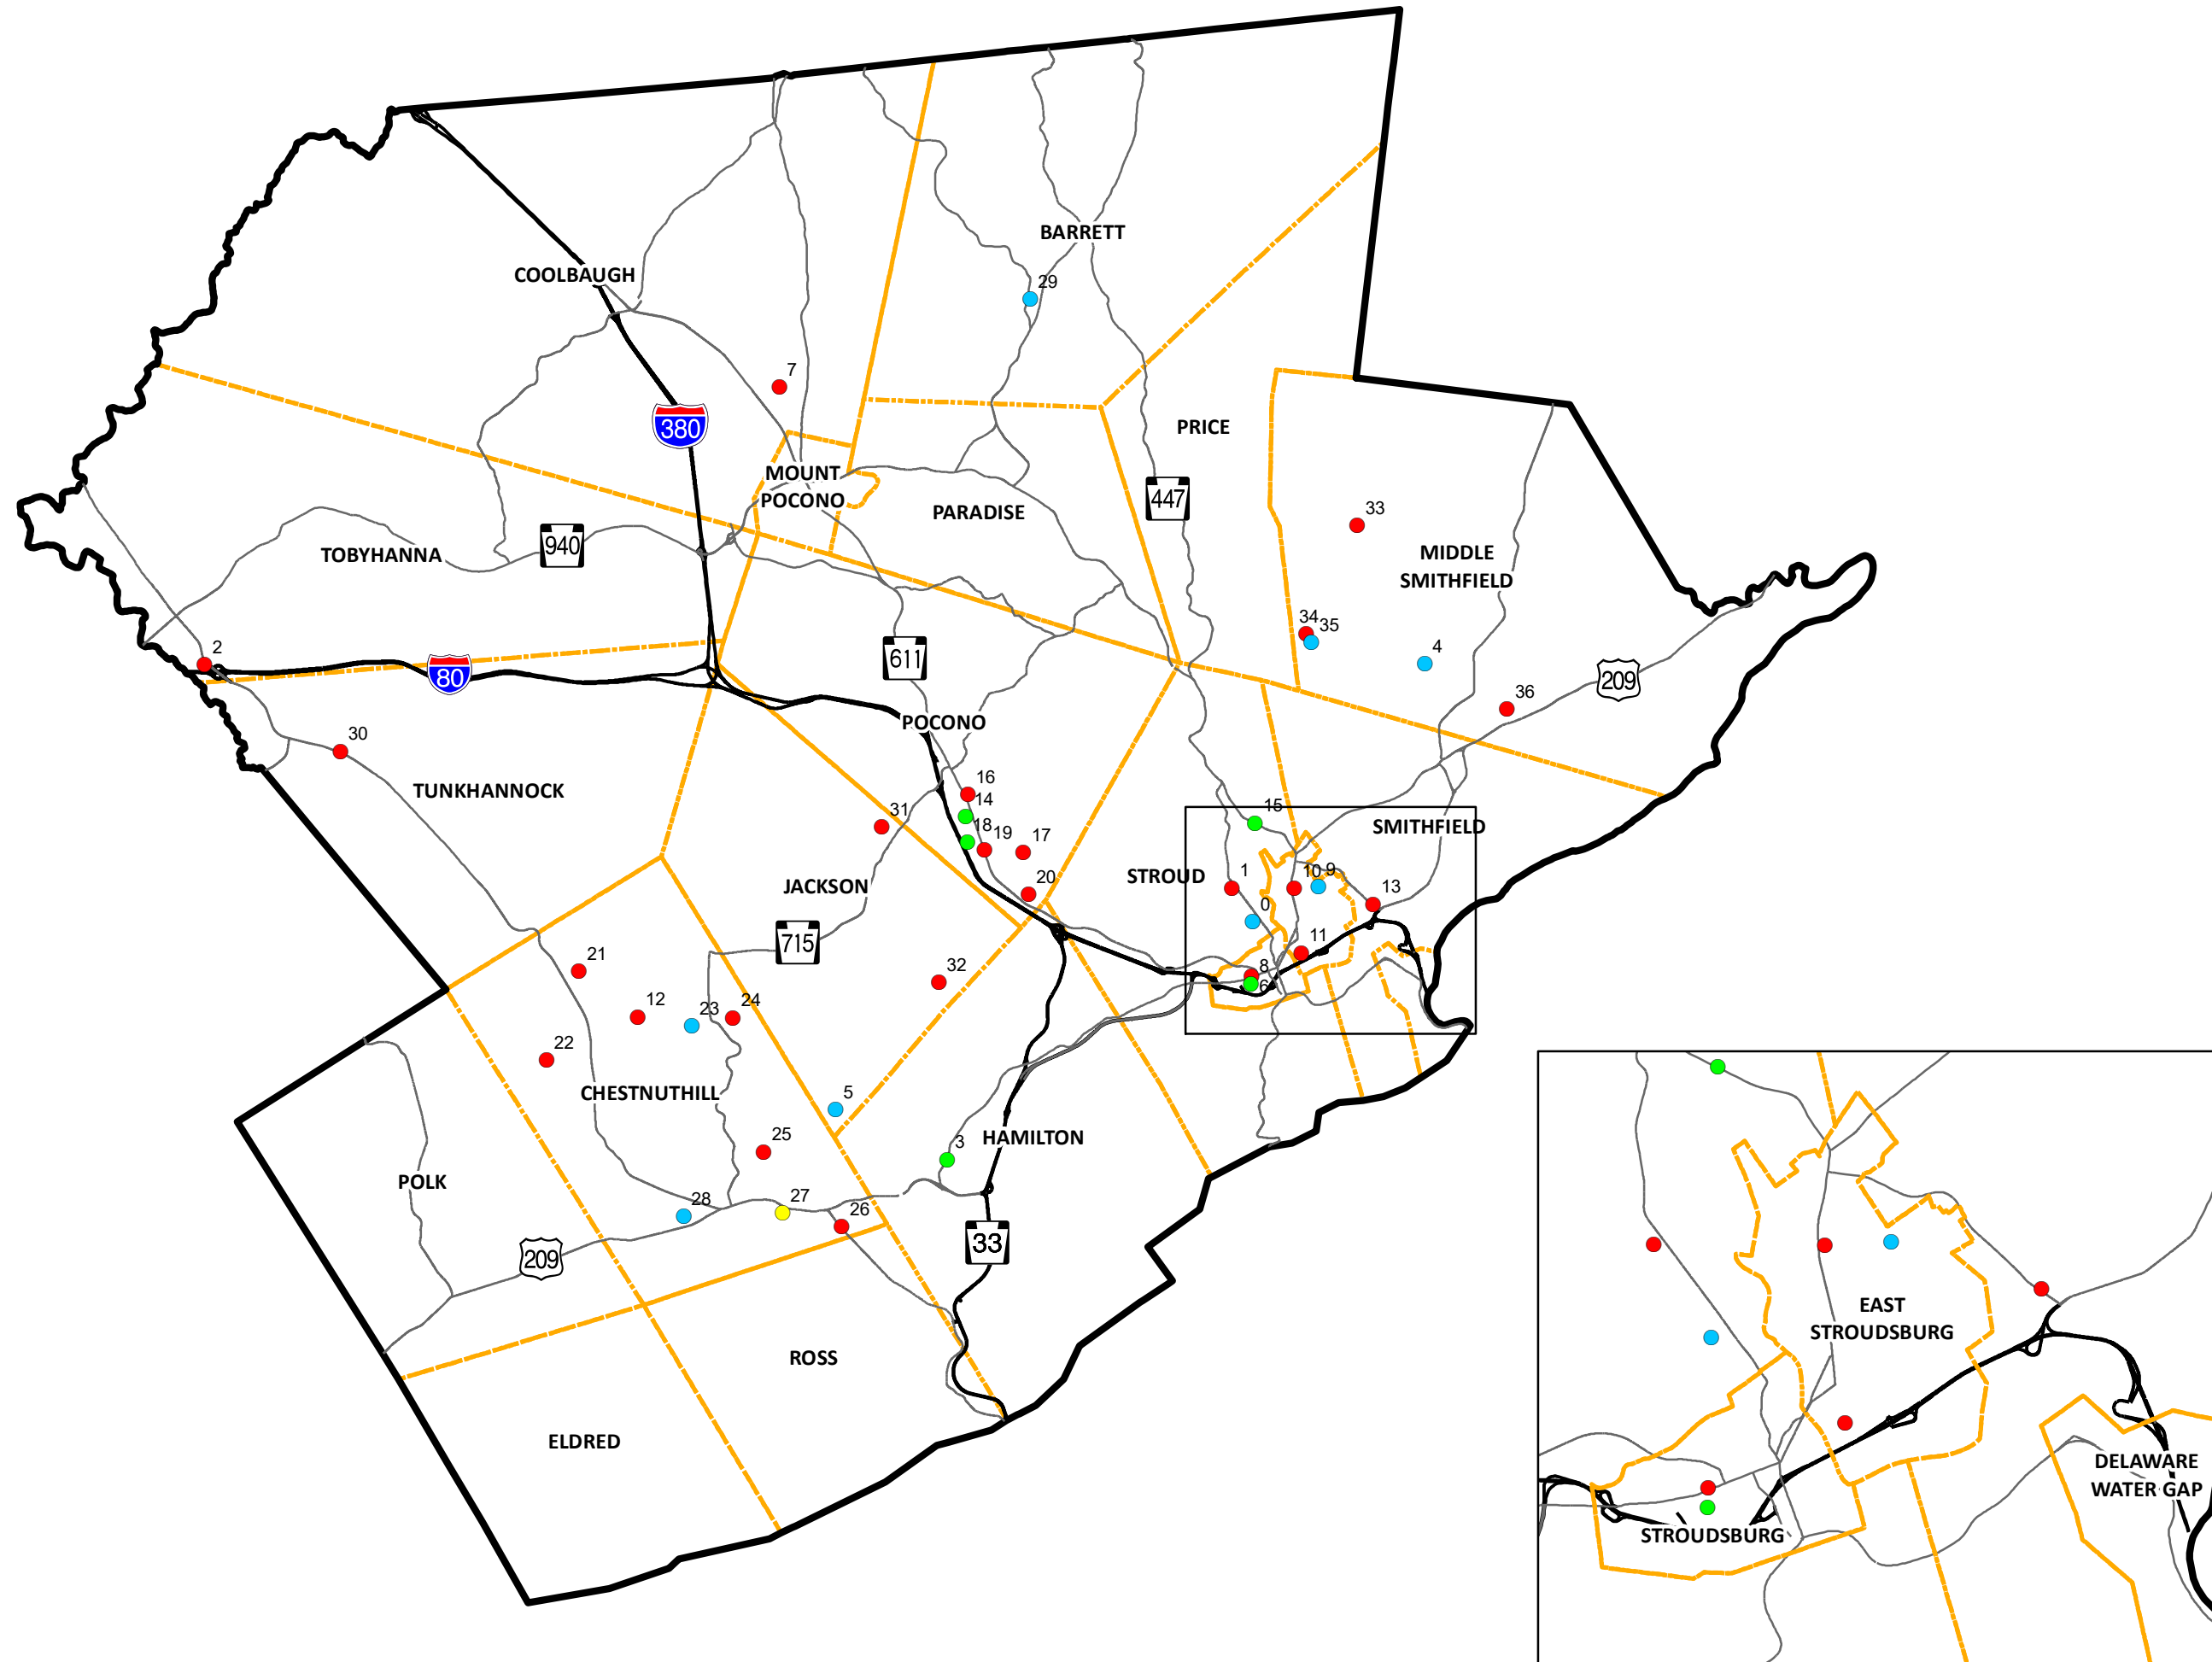 BARRETT
COOLBAUGH
29
7
380
PRICE
MOUNT
POCONO
447
PARADISE
33
940
TOBYHANNA
MIDDLE
SMITHFIELD
34
35
2
611
4
80
209
36
POCONO
30
TUNKHANNOCK
16
14
31
15
18
19
17
SMITHFIELD
STROUD
1
10
9
JACKSON
20
13
0
715
11
21
32
8
6
12
23
24
22
CHESTNUTHILL
5
25
3
HAMILTON
POLK
28
27
26
209
33
EAST
STROUDSBURG
ROSS
ELDRED
DELAWARE
WATER GAP
STROUDSBURG